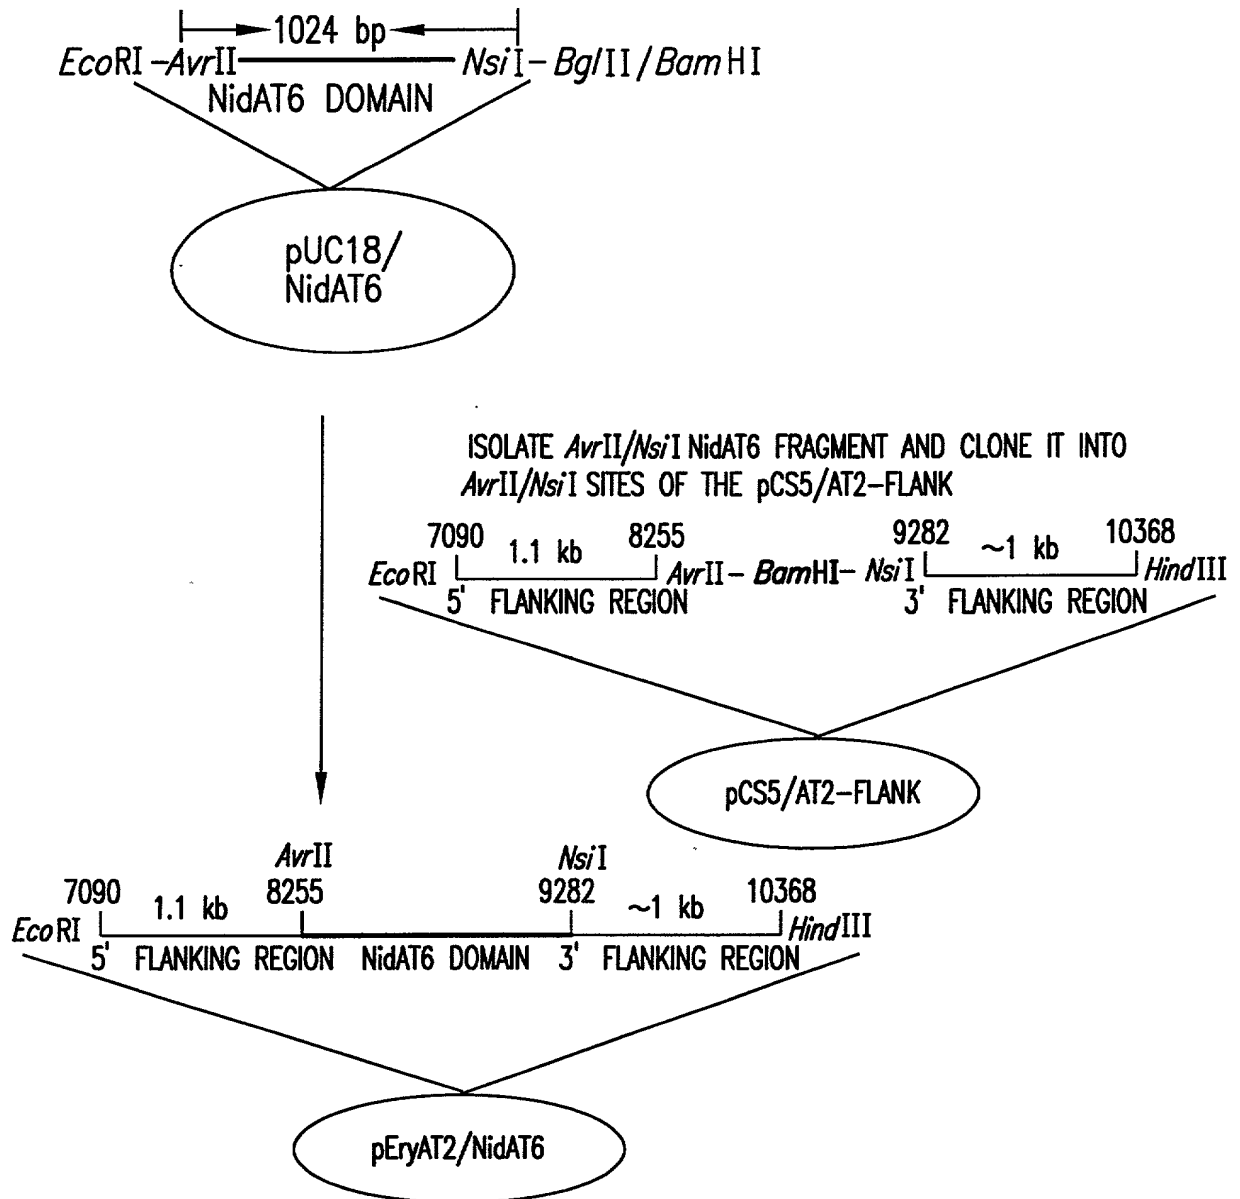 1024 bp
EcoRI-AvrII NsiI-BglII/BamHI
NidAT6 DOMAIN
pUC18/
NidAT6
ISOLATE AvrII/NsiI NidAT6 FRAGMENT AND CLONE IT INTO
AvrII/NsiI SITES OF THE pCS5/AT2-FLANK
7090 1.1 kb 8255 9282 ~1 kb 10368
EcoRI AvrII-BamHI-NsiI HindIII
5' FLANKING REGION 3' FLANKING REGION
pCS5/AT2-FLANK
AvrII NsiI
7090 1.1 kb 8255 9282 ~1 kb 10368
EcoRI HindIII
5' FLANKING REGION NidAT6 DOMAIN 3' FLANKING REGION
pEryAT2/NidAT6